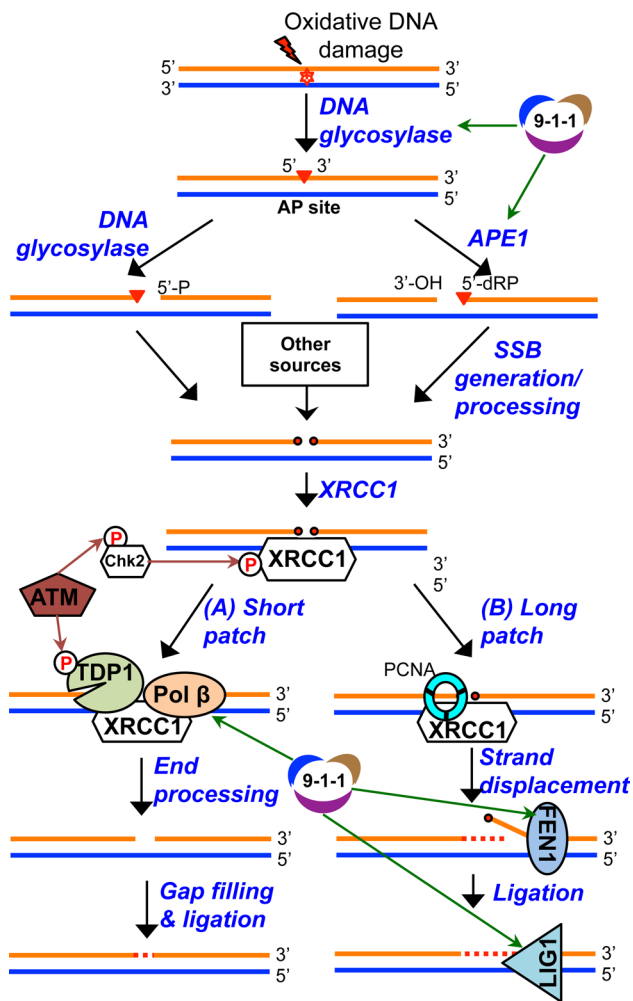 Oxidative DNA
damage
5’
3’
3’
5’
DNA
glycosylase
9-1-1
5’ 3’
3’
5’
AP site
DNA
glycosylase
APE1
5’-P
3’-OH 5’-dRP
Other
sources
SSB
generation/
processing
3’
5’
XRCC1
P
Chk2
P
XRCC1
3’
5’
ATM
(A) Short
patch
(B) Long
patch
P
TDP1
Pol β
XRCC1
3’
5’
PCNA
XRCC1
3’
5’
End
processing
9-1-1
Strand
displacement
3’
5’
FEN1
3’
5’
Gap filling
& ligation
Ligation
3’
5’
LIG1
3’
5’